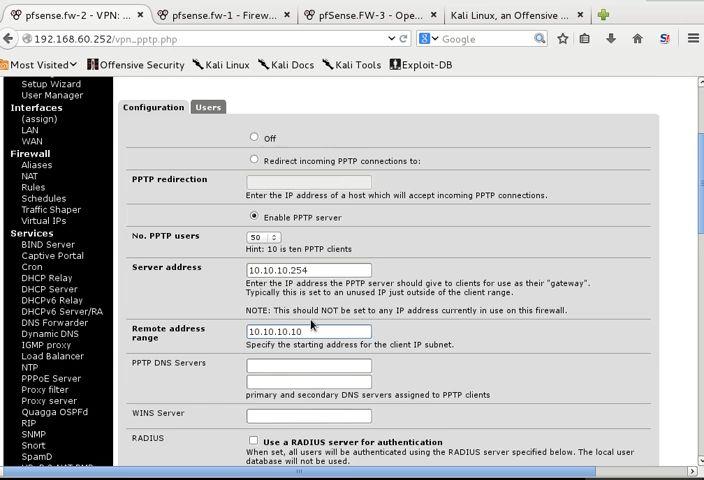 pfsense.fw-2 - VPN: ...
pfsense.fw-1 - Firew...
pfSense.FW-3 - Ope...
Kali Linux, an Offensive ...
192.168.60.252/vpn_pptp.php
Google
Most Visited
Offensive Security
Kali Linux
Kali Docs
Kali Tools
Exploit-DB
Setup Wizard
User Manager
Interfaces
(assign)
LAN
WAN
Firewall
Aliases
NAT
Rules
Schedules
Traffic Shaper
Virtual IPs
Services
BIND Server
Captive Portal
Cron
DHCP Relay
DHCP Server
DHCPv6 Relay
DHCPv6 Server/RA
DNS Forwarder
Dynamic DNS
IGMP proxy
Load Balancer
NTP
PPPoE Server
Proxy filter
Proxy server
Quagga OSPFd
RIP
SNMP
Snort
SpamD
Configuration
Users
Off
Redirect incoming PPTP connections to:
PPTP redirection
Enter the IP address of a host which will accept incoming PPTP connections.
Enable PPTP server
No. PPTP users
50
Hint: 10 is ten PPTP clients
Server address
10.10.10.254
Enter the IP address the PPTP server should give to clients for use as their "gateway".
Typically this is set to an unused IP just outside of the client range.
NOTE: This should NOT be set to any IP address currently in use on this firewall.
Remote address
range
10.10.10.10
Specify the starting address for the client IP subnet.
PPTP DNS Servers
primary and secondary DNS servers assigned to PPTP clients
WINS Server
RADIUS
Use a RADIUS server for authentication
When set, all users will be authenticated using the RADIUS server specified below. The local user
database will not be used.